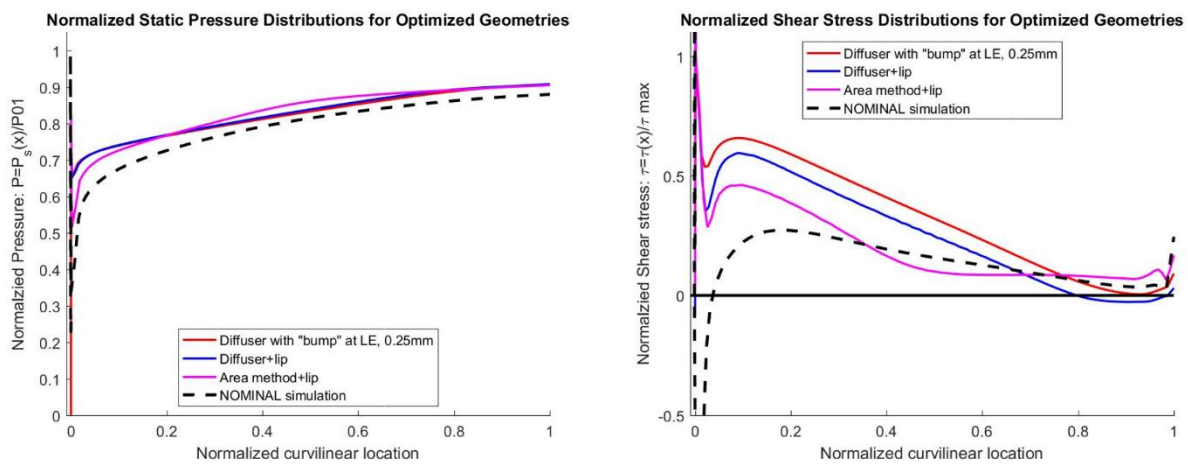 Normalized Static Pressure Distributions for Optimized Geometries
Normalzied Pressure: P=P_s(x)/P01
1
0.9
0.8
0.7
0.6
0.5
0.4
0.3
0.2
0.1
0
Diffuser with "bump" at LE, 0.25mm
Diffuser+lip
Area method+lip
NOMINAL simulation
0 0.2 0.4 0.6 0.8 1
Normalized curvilinear location
Normalized Shear Stress Distributions for Optimized Geometries
Normalzied Shear stress: τ=τ(x)/τ max
1
0.5
0
-0.5
Diffuser with "bump" at LE, 0.25mm
Diffuser+lip
Area method+lip
NOMINAL simulation
0 0.2 0.4 0.6 0.8 1
Normalized curvilinear location